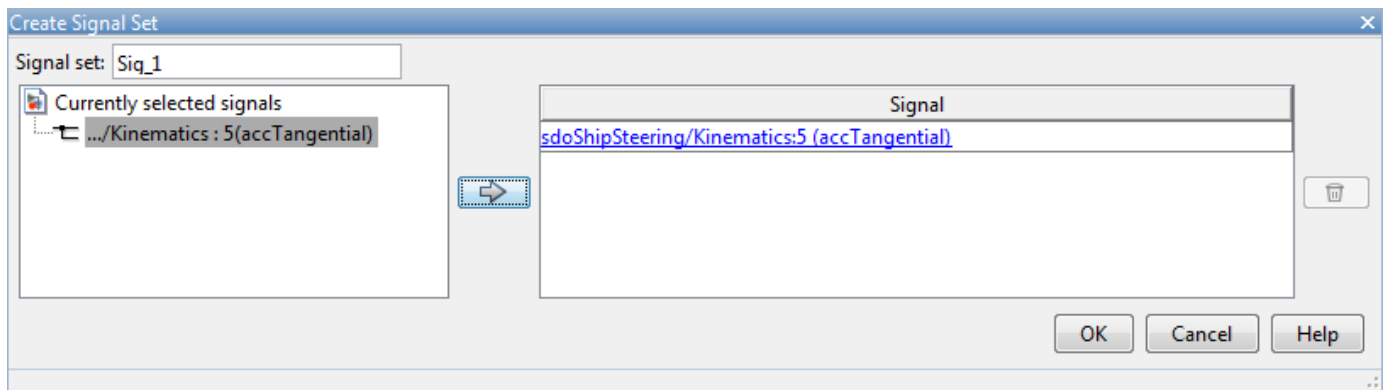 Create Signal Set
Signal set: Sig_1
Currently selected signals
.../Kinematics : 5(accTangential)
Signal
sdoShipSteering/Kinematics:5 (accTangential)
OK Cancel Help